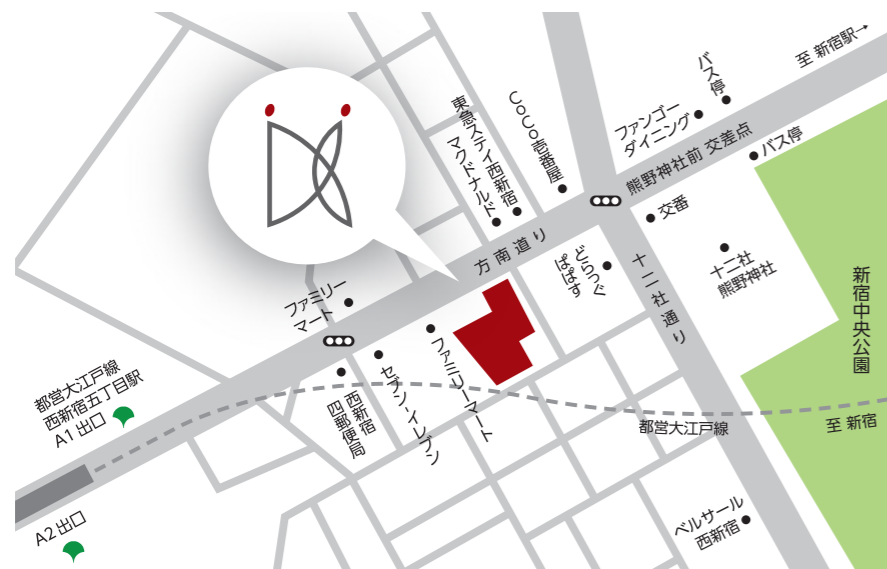 至 新宿駅→
バス停
ファンゴー
ダイニング
バス停
熊野神社前 交差点
CoCo壱番屋
東急ステイ西新宿
マクドナルド
交番
十二社
熊野神社
方南道り
どらっぐ
ぱぱす
十二社通り
新宿中央公園
ファミリー
マート
ファミリーマート
セブンイレブン
西新宿
四郵便局
都営大江戸線
西新宿五丁目駅
A1 出口
都営大江戸線
至 新宿
A2 出口
ベルサール
西新宿